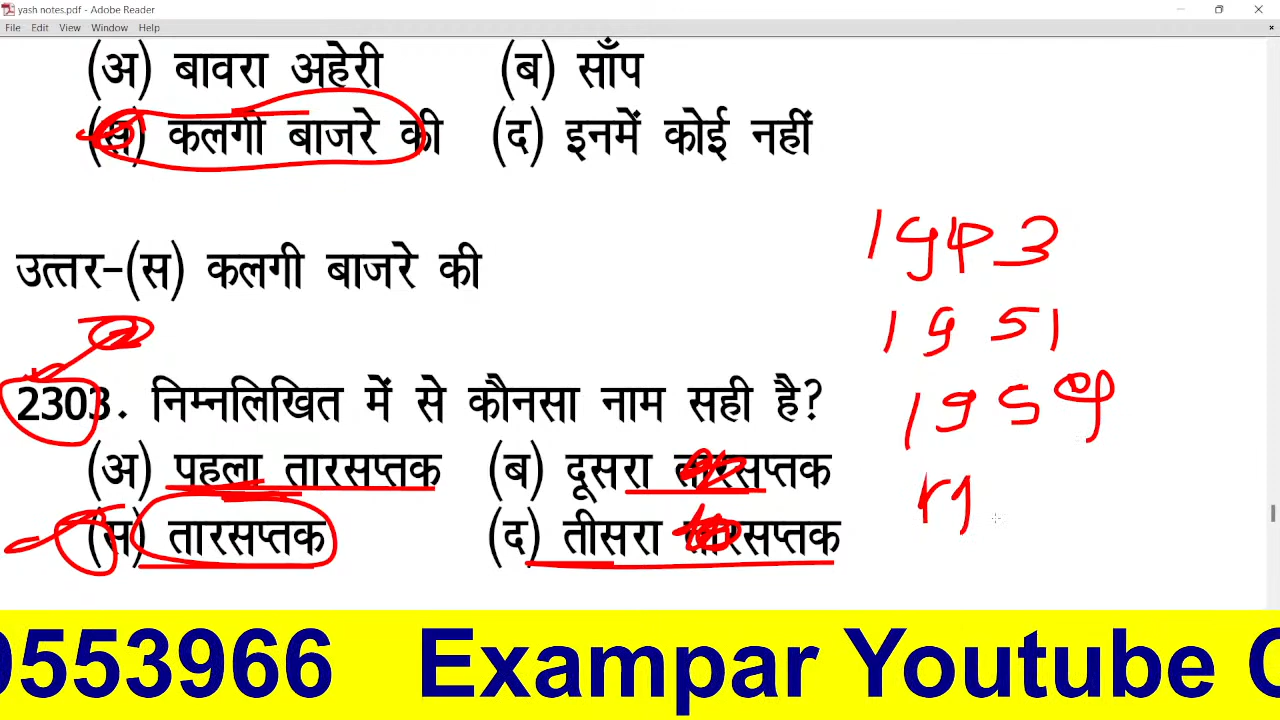 yash notes.pdf - Adobe Reader
File Edit View Window Help
(अ) बावरा अहेरी (ब) साँप
(स) कलगी बाजरे की (द) इनमें कोई नहीं
1943
उत्तर-(स) कलगी बाजरे की
1951
2303. निम्नलिखित में से कौनसा नाम सही है? 1959
(अ) पहला तारसप्तक (ब) दूसरा तारसप्तक
(स) तारसप्तक (द) तीसरा तारसप्तक
9553966 Exampar Youtube